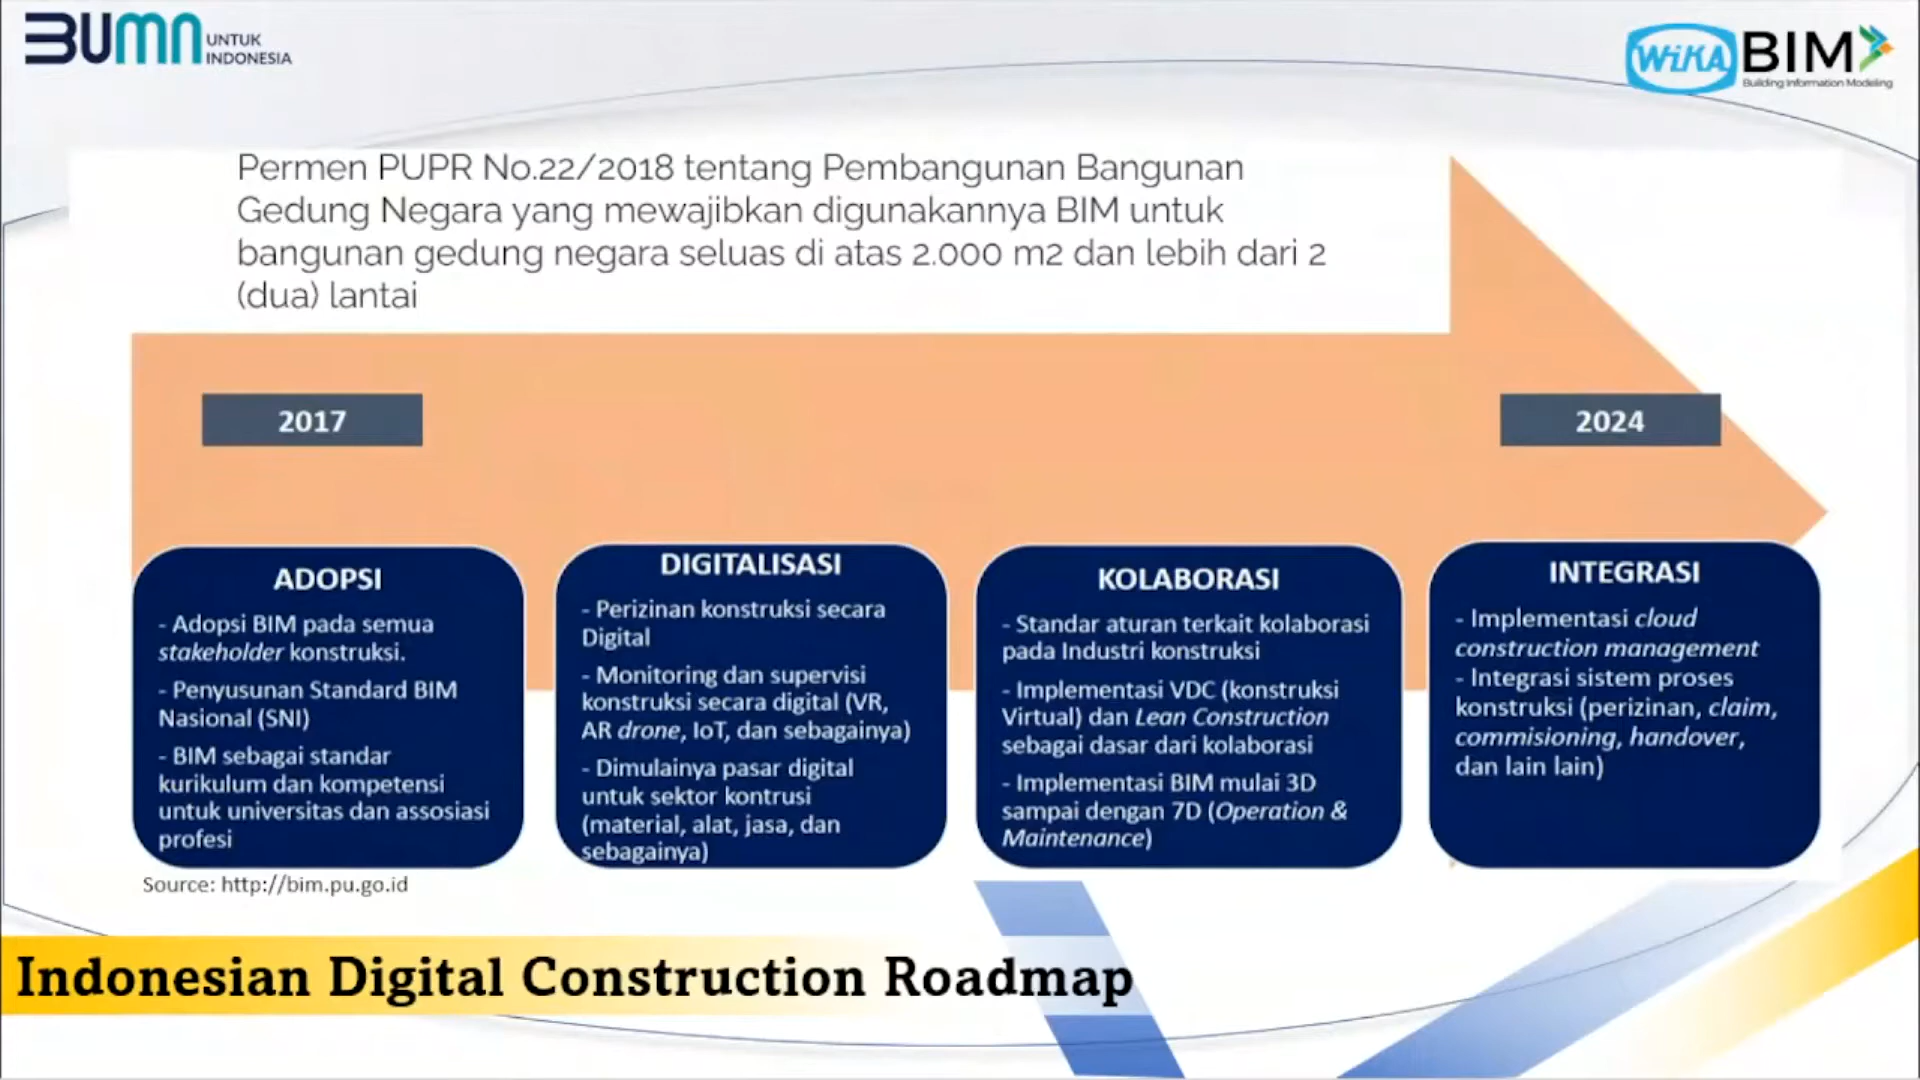 BUMN UNTUK
INDONESIA
WIKA BIM
Building Information Modeling
Permen PUPR No.22/2018 tentang Pembangunan Bangunan
Gedung Negara yang mewajibkan digunakannya BIM untuk
bangunan gedung negara seluas di atas 2.000 m2 dan lebih dari 2
(dua) lantai
2017
2024
ADOPSI
- Adopsi BIM pada semua
stakeholder konstruksi.
- Penyusunan Standard BIM
Nasional (SNI)
- BIM sebagai standar
kurikulum dan kompetensi
untuk universitas dan assosiasi
profesi
DIGITALISASI
- Perizinan konstruksi secara
Digital
- Monitoring dan supervisi
konstruksi secara digital (VR,
AR drone, IoT, dan sebagainya)
- Dimulainya pasar digital
untuk sektor kontrusi
(material, alat, jasa, dan
sebagainya)
KOLABORASI
- Standar aturan terkait kolaborasi
pada Industri konstruksi
- Implementasi VDC (konstruksi
Virtual) dan Lean Construction
sebagai dasar dari kolaborasi
- Implementasi BIM mulai 3D
sampai dengan 7D (Operation &
Maintenance)
INTEGRASI
- Implementasi cloud
construction management
- Integrasi sistem proses
konstruksi (perizinan, claim,
commisioning, handover,
dan lain lain)
Source: http://bim.pu.go.id
Indonesian Digital Construction Roadmap